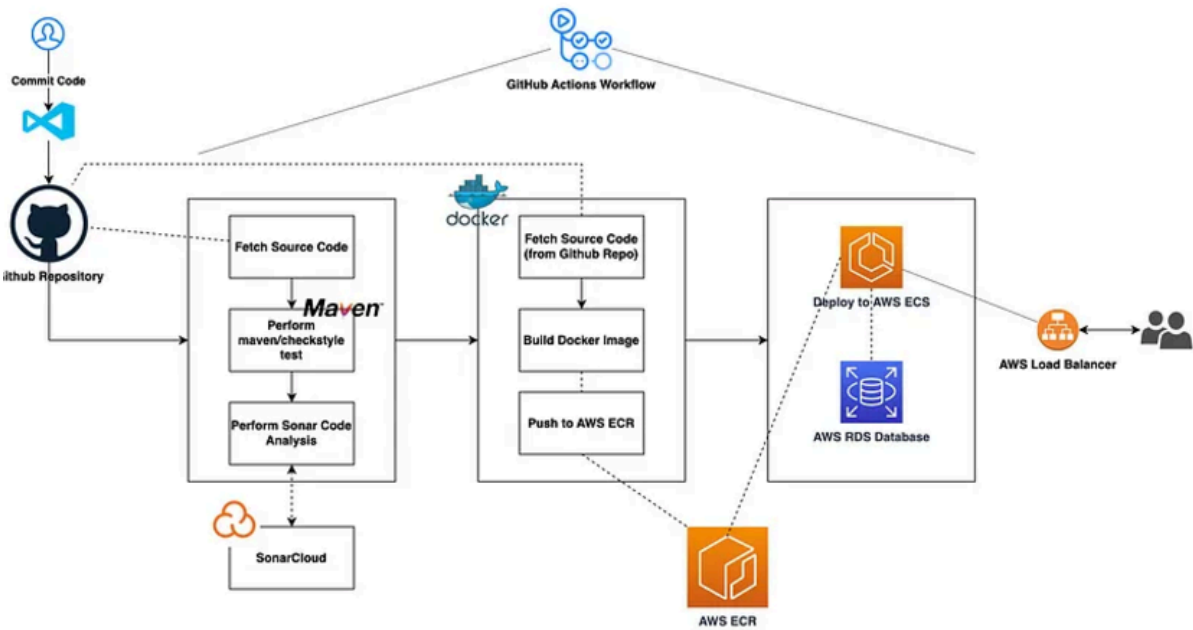 GitHub Actions Workflow
Commit Code
ithub Repository
docker
Fetch Source Code
Maven™
Perform
maven/checkstyle
test
Perform Sonar Code
Analysis
SonarCloud
Fetch Source Code
(from Github Repo)
Build Docker Image
Push to AWS ECR
AWS ECR
Deploy to AWS ECS
AWS RDS Database
AWS Load Balancer